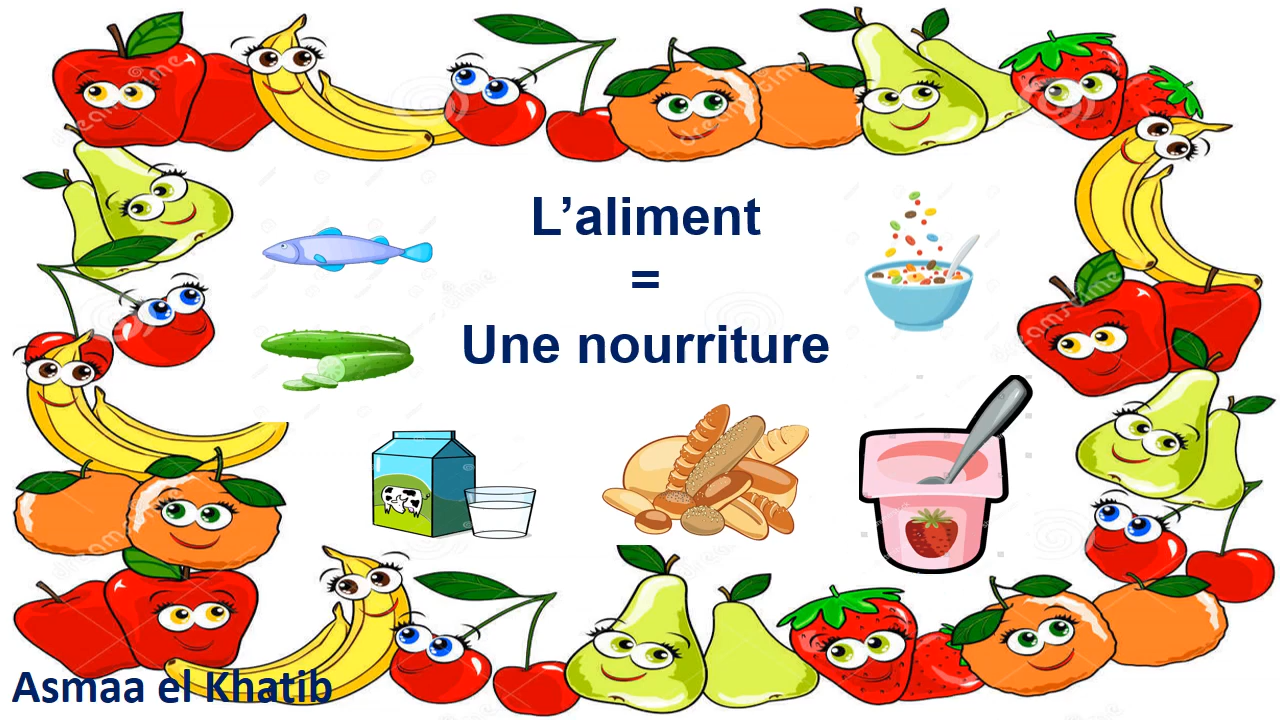 L’aliment
=
Une nourriture
Asmaa el Khatib